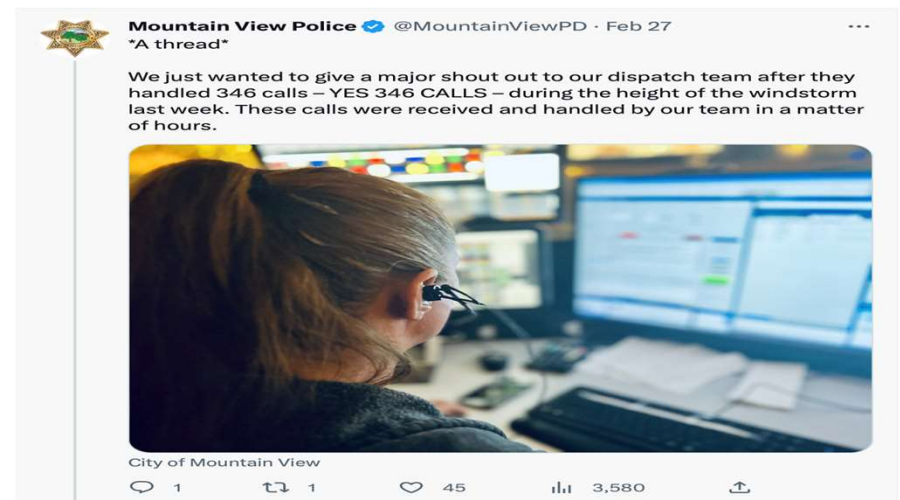 Mountain View Police @MountainViewPD · Feb 27
*A thread*
We just wanted to give a major shout out to our dispatch team after they
handled 346 calls – YES 346 CALLS – during the height of the windstorm
last week. These calls were received and handled by our team in a matter
of hours.
City of Mountain View
1 1 45 3,580